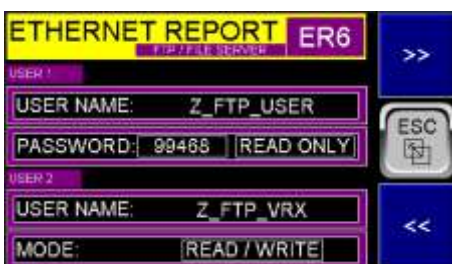 ETHERNET REPORT ER6
FTP / FILE SERVER
>>
USER 1
USER NAME: Z_FTP_USER
ESC
PASSWORD: 99468 READ ONLY
USER 2
USER NAME: Z_FTP_VRX
<<
MODE: READ / WRITE